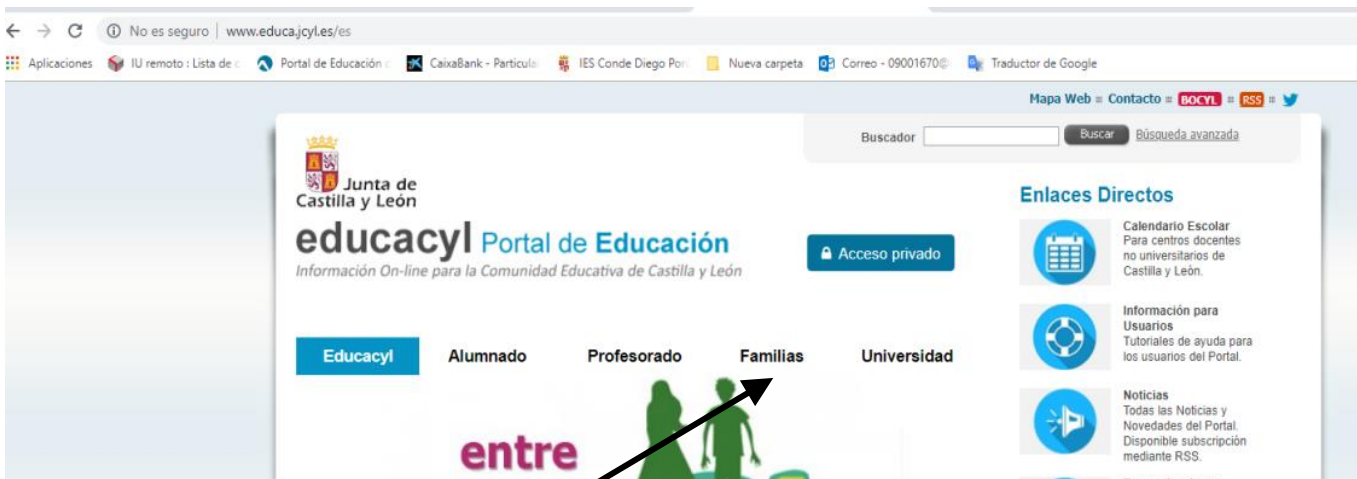 No es seguro | www.educa.jcyl.es/es
Aplicaciones IU remoto : Lista de Portal de Educación CaixaBank - Particula IES Conde Diego Por Nueva carpeta Correo - 09001670@ Traductor de Google
Mapa Web Contacto BOCYL RSS
Buscador Buscar Búsqueda avanzada
Junta de
Castilla y León
educacyl Portal de Educación
Información On-line para la Comunidad Educativa de Castilla y León
Acceso privado
Educacyl Alumnado Profesorado Familias Universidad
entre
Enlaces Directos
Calendario Escolar
Para centros docentes
no universitarios de
Castilla y León.
Información para
Usuarios
Tutoriales de ayuda para
los usuarios del Portal.
Noticias
Todas las Noticias y
Novedades del Portal.
Disponible subscripción
mediante RSS.